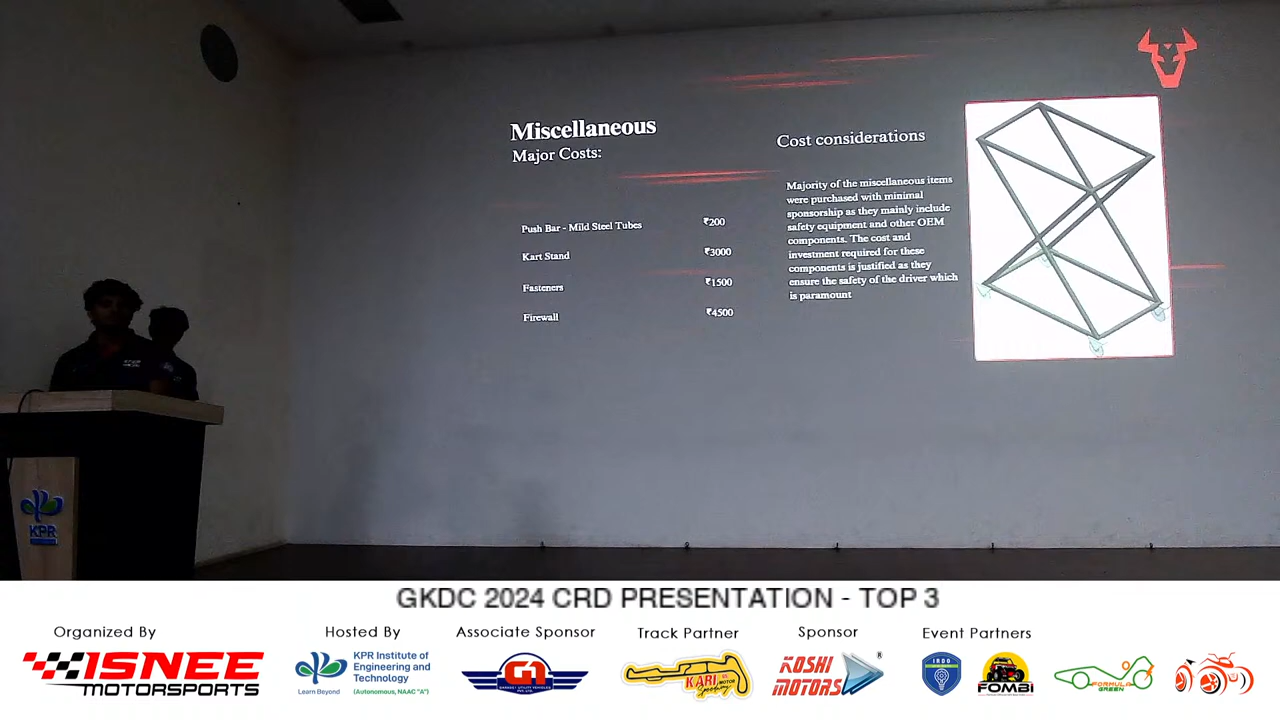 Miscellaneous
Major Costs:
Push Bar - Mild Steel Tubes ₹200
Kart Stand ₹3000
Fasteners ₹1500
Firewall ₹4500
Cost considerations
Majority of the miscellaneous items
were purchased with minimal
sponsorship as they mainly include
safety equipment and other OEM
components. The cost and
investment required for these
components is justified as they
ensure the safety of the driver which
is paramount
KPR
GKDC 2024 CRD PRESENTATION - TOP 3
Organized By
ISNEE
MOTORSPORTS
Hosted By
KPR Institute of
Engineering and
Technology
Learn Beyond
(Autonomous, NAAC "A")
Associate Sponsor
G1
Track Partner
KARI
MOTOR
Speedway
Sponsor
KOSHI
MOTORS
®
Event Partners
FOMBI
FORMULA
GREEN